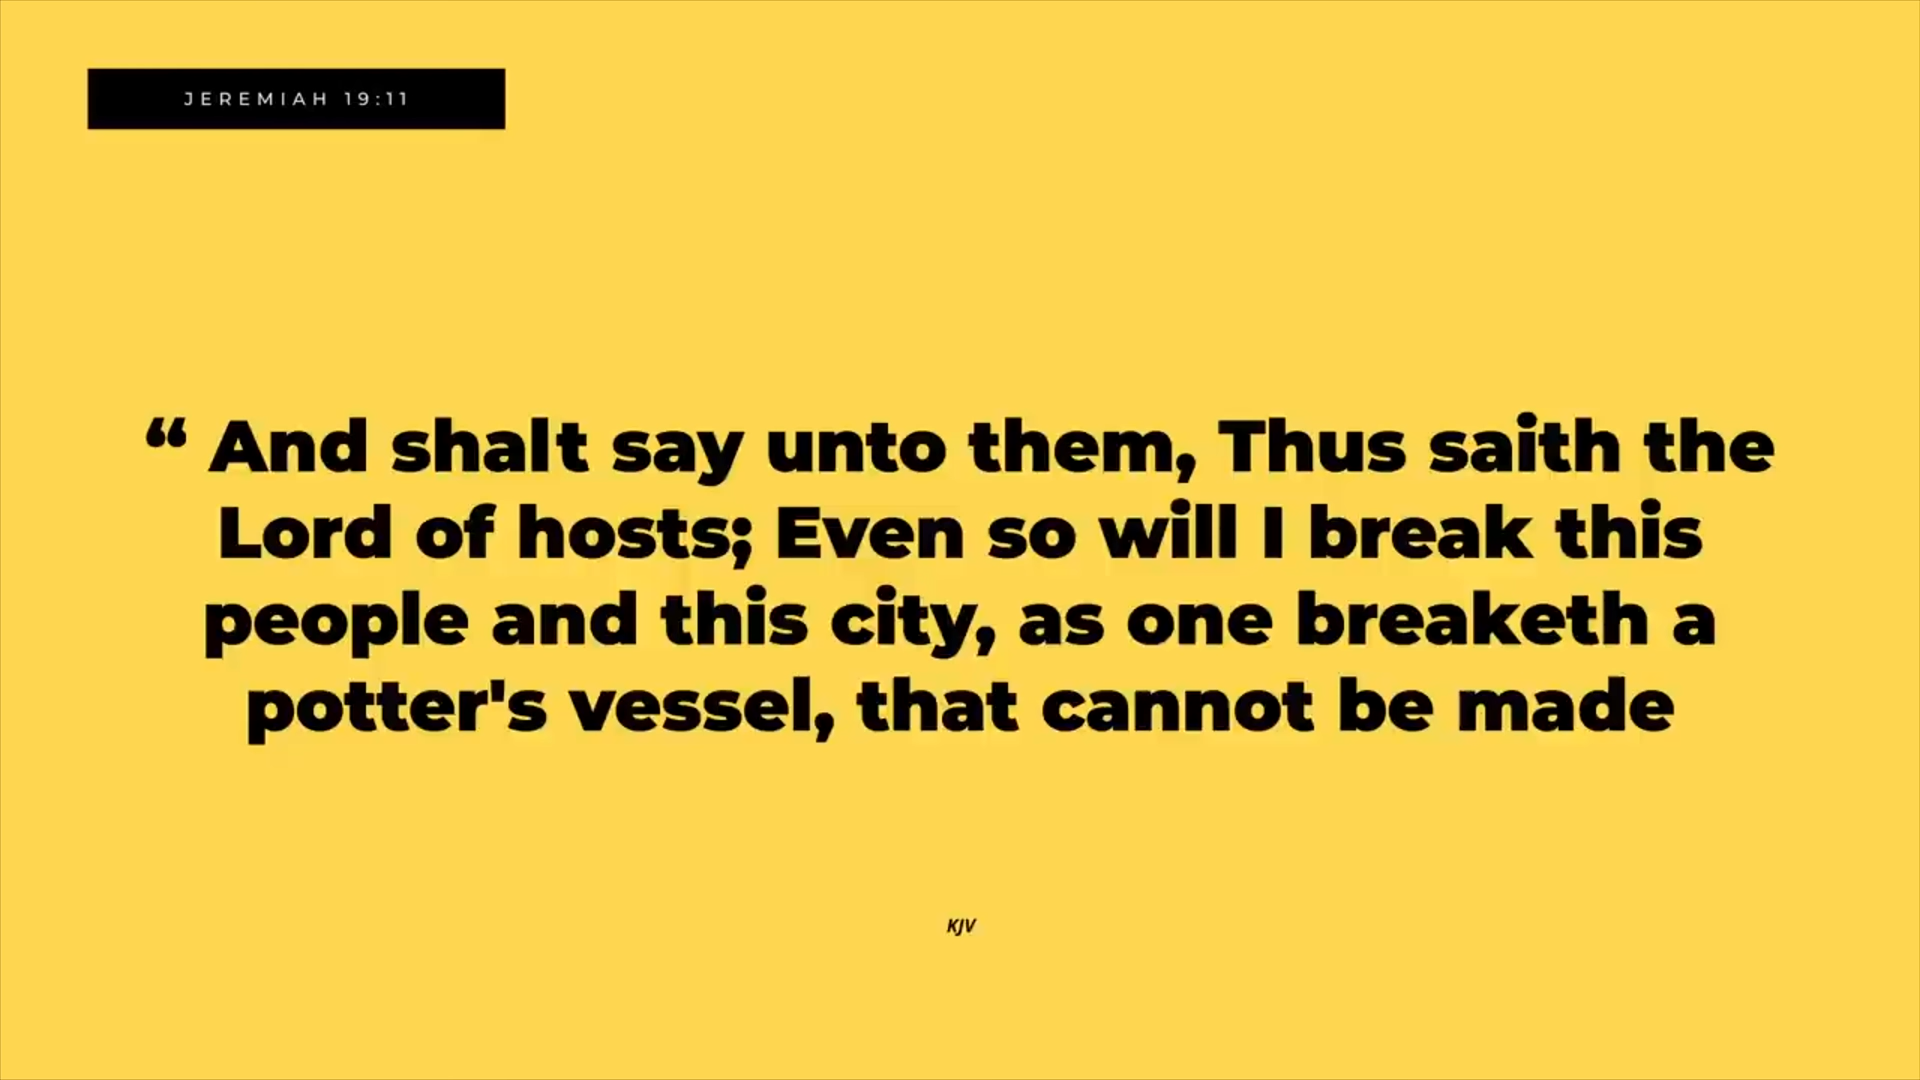 JEREMIAH 19:11
“ And shalt say unto them, Thus saith the
Lord of hosts; Even so will I break this
people and this city, as one breaketh a
potter's vessel, that cannot be made
KJV